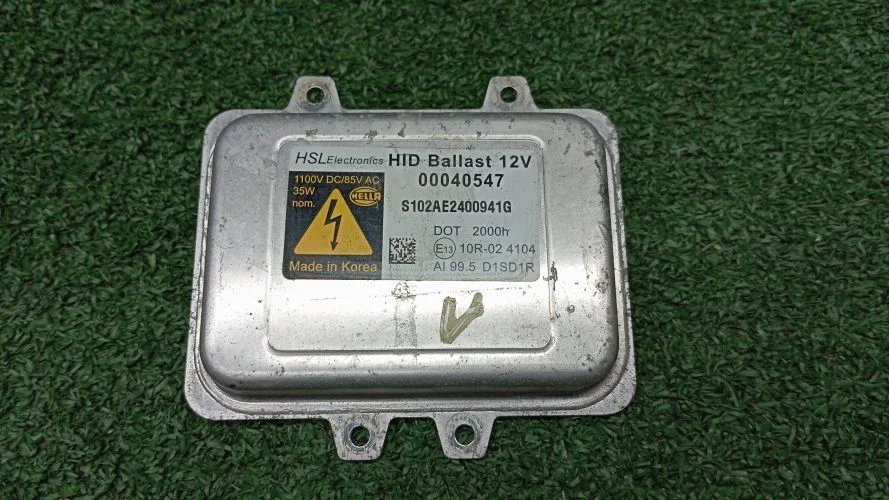 HSL Electronics HID Ballast 12V
00040547
1100V DC/85V AC
35W
nom.
HELLA
S102AE2400941G
DOT 2000h
E13 10R-02 4104
AI 99.5 D1SD1R
Made in Korea
V